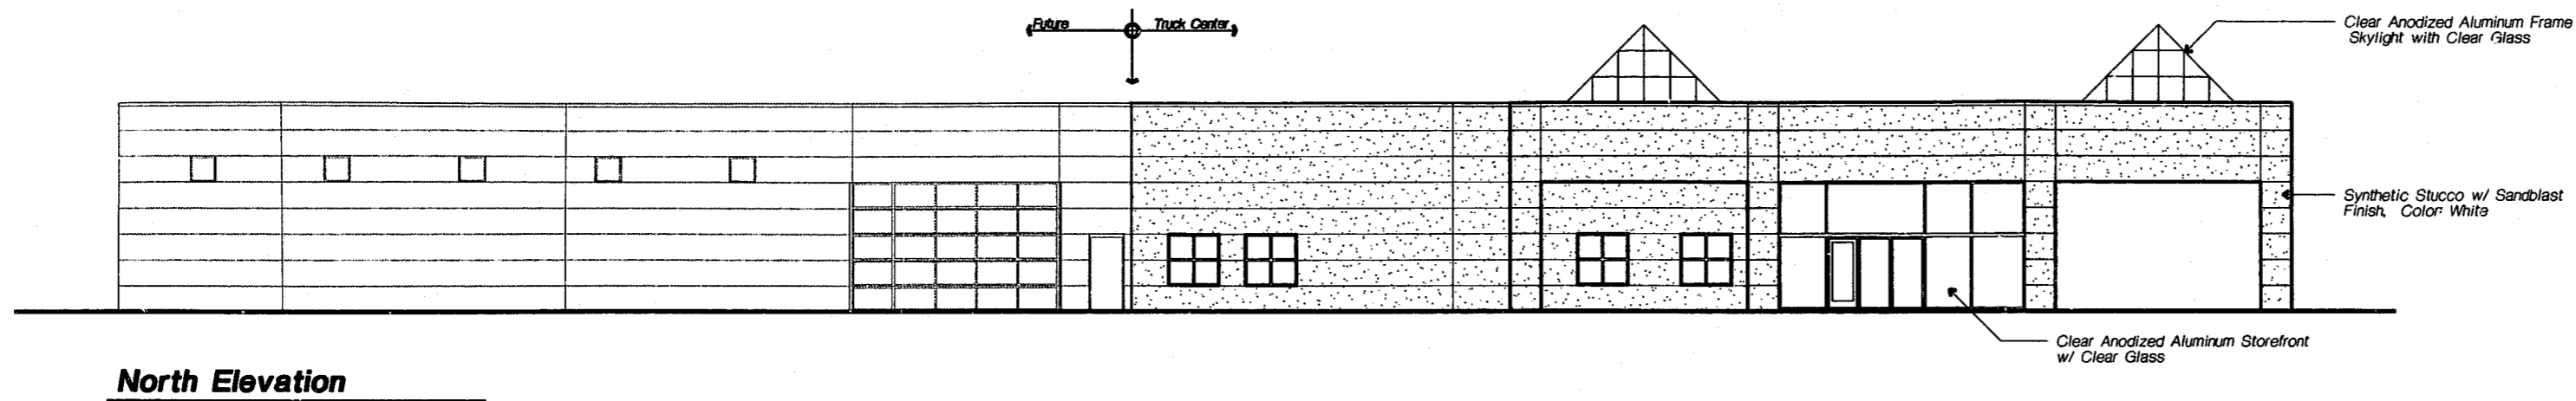 Future
Truck Center
Clear Anodized Aluminum Frame
Skylight with Clear Glass
Synthetic Stucco w/ Sandblast
Finish, Color: White
Clear Anodized Aluminum Storefront
w/ Clear Glass
North Elevation